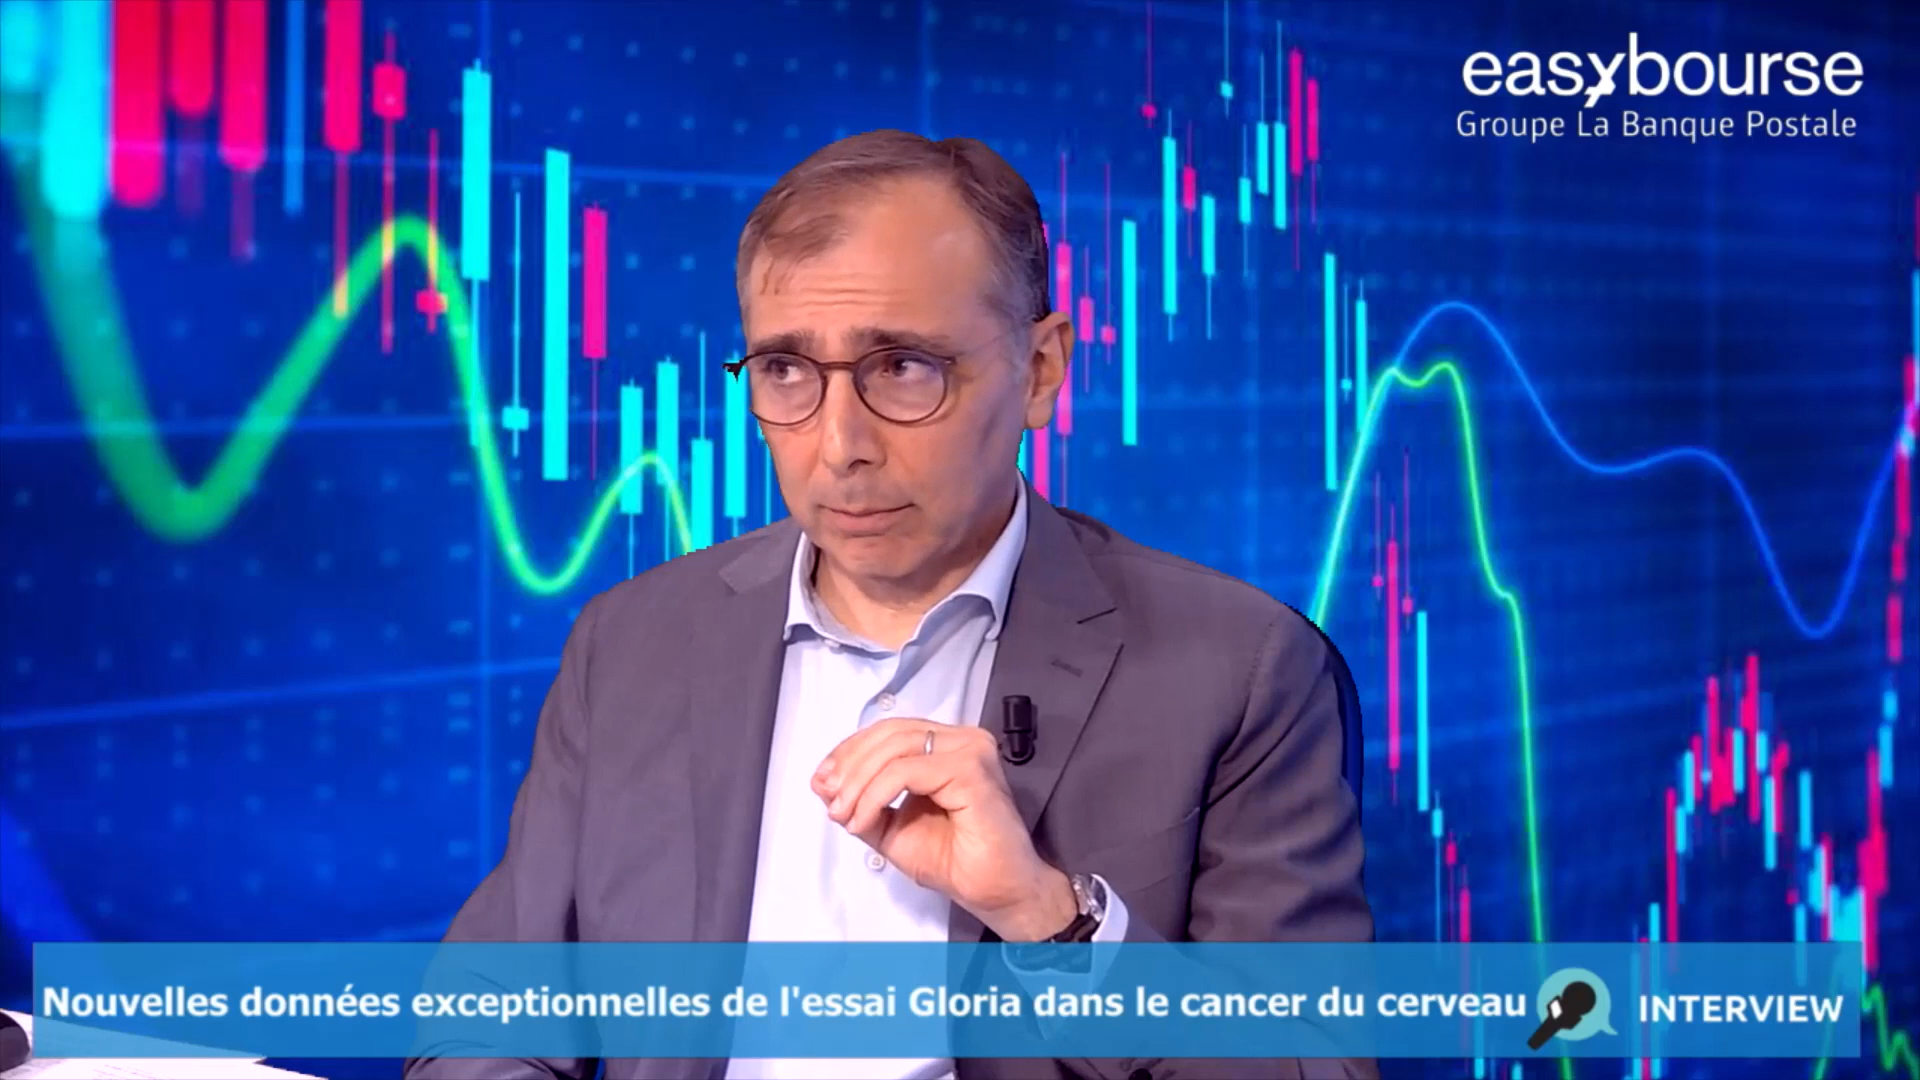 easybourse
Groupe La Banque Postale
Nouvelles données exceptionnelles de l'essai Gloria dans le cancer du cerveau
INTERVIEW